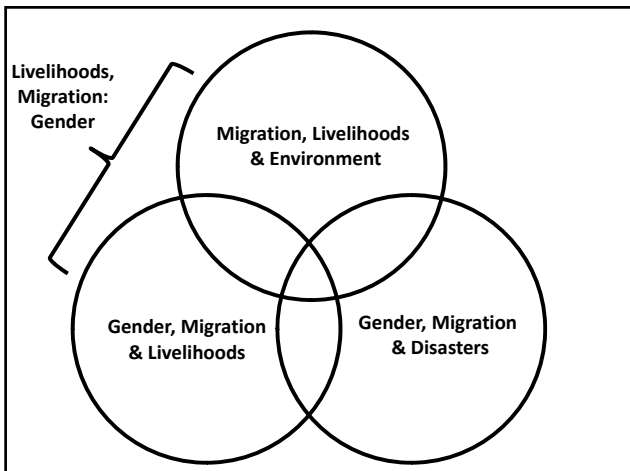 Livelihoods,
Migration:
Gender
Migration, Livelihoods
& Environment
Gender, Migration
& Livelihoods
Gender, Migration
& Disasters